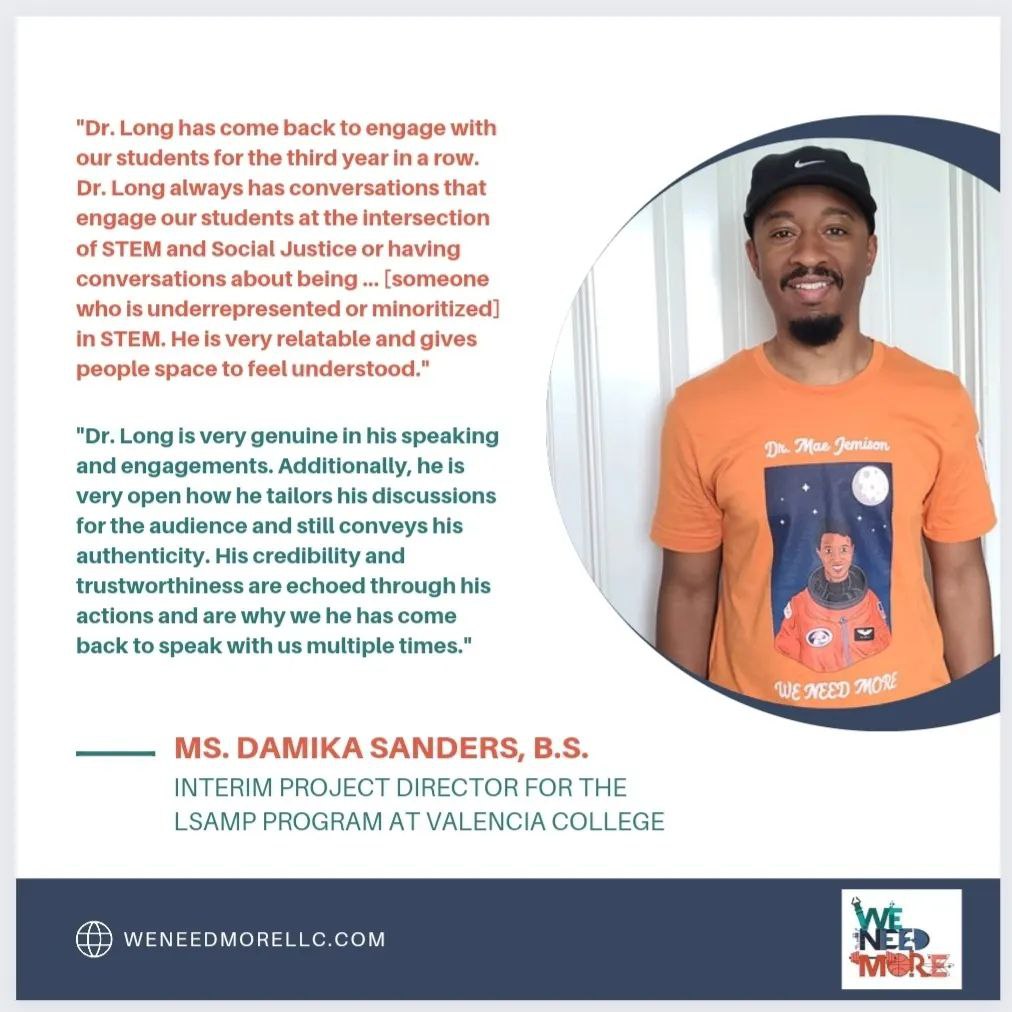 "Dr. Long has come back to engage with
our students for the third year in a row.
Dr. Long always has conversations that
engage our students at the intersection
of STEM and Social Justice or having
conversations about being ... [someone
who is underrepresented or minoritized]
in STEM. He is very relatable and gives
people space to feel understood."
"Dr. Long is very genuine in his speaking
and engagements. Additionally, he is
very open how he tailors his discussions
for the audience and still conveys his
authenticity. His credibility and
trustworthiness are echoed through his
actions and are why we he has come
back to speak with us multiple times."
Dr. Mae Jemison
WE NEED MORE
MS. DAMIKA SANDERS, B.S.
INTERIM PROJECT DIRECTOR FOR THE
LSAMP PROGRAM AT VALENCIA COLLEGE
WENEEDMORELLC.COM
WE
NEED
MORE